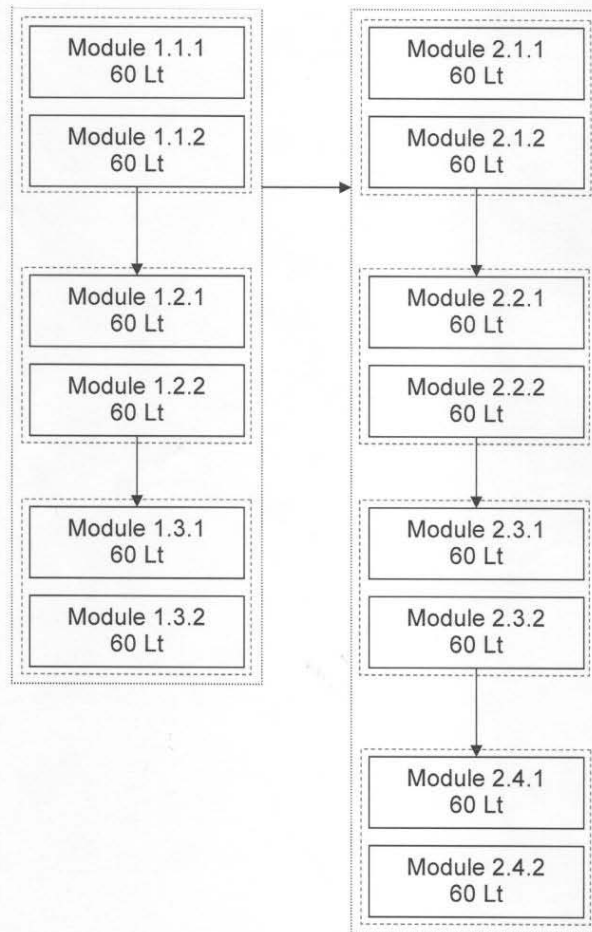 Module 1.1.1
60 Lt
Module 1.1.2
60 Lt
Module 1.2.1
60 Lt
Module 1.2.2
60 Lt
Module 1.3.1
60 Lt
Module 1.3.2
60 Lt
Module 2.1.1
60 Lt
Module 2.1.2
60 Lt
Module 2.2.1
60 Lt
Module 2.2.2
60 Lt
Module 2.3.1
60 Lt
Module 2.3.2
60 Lt
Module 2.4.1
60 Lt
Module 2.4.2
60 Lt